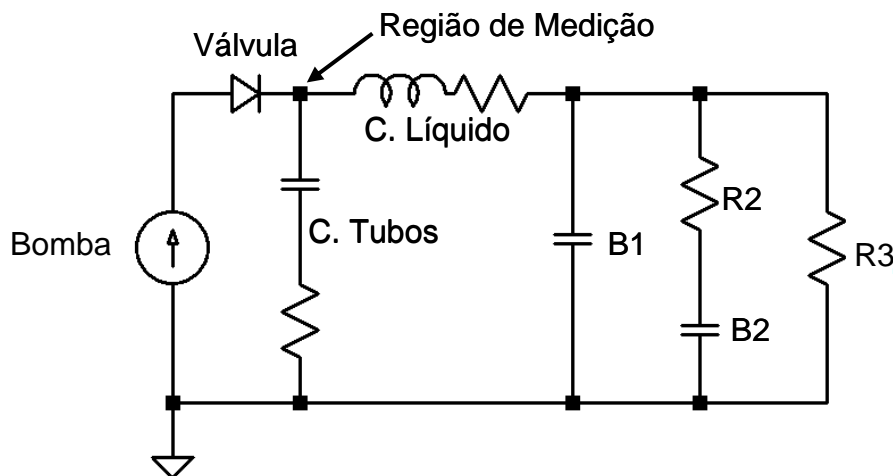 Região de Medição
Válvula
C. Líquido
Bomba
C. Tubos
B1
R2
R3
B2